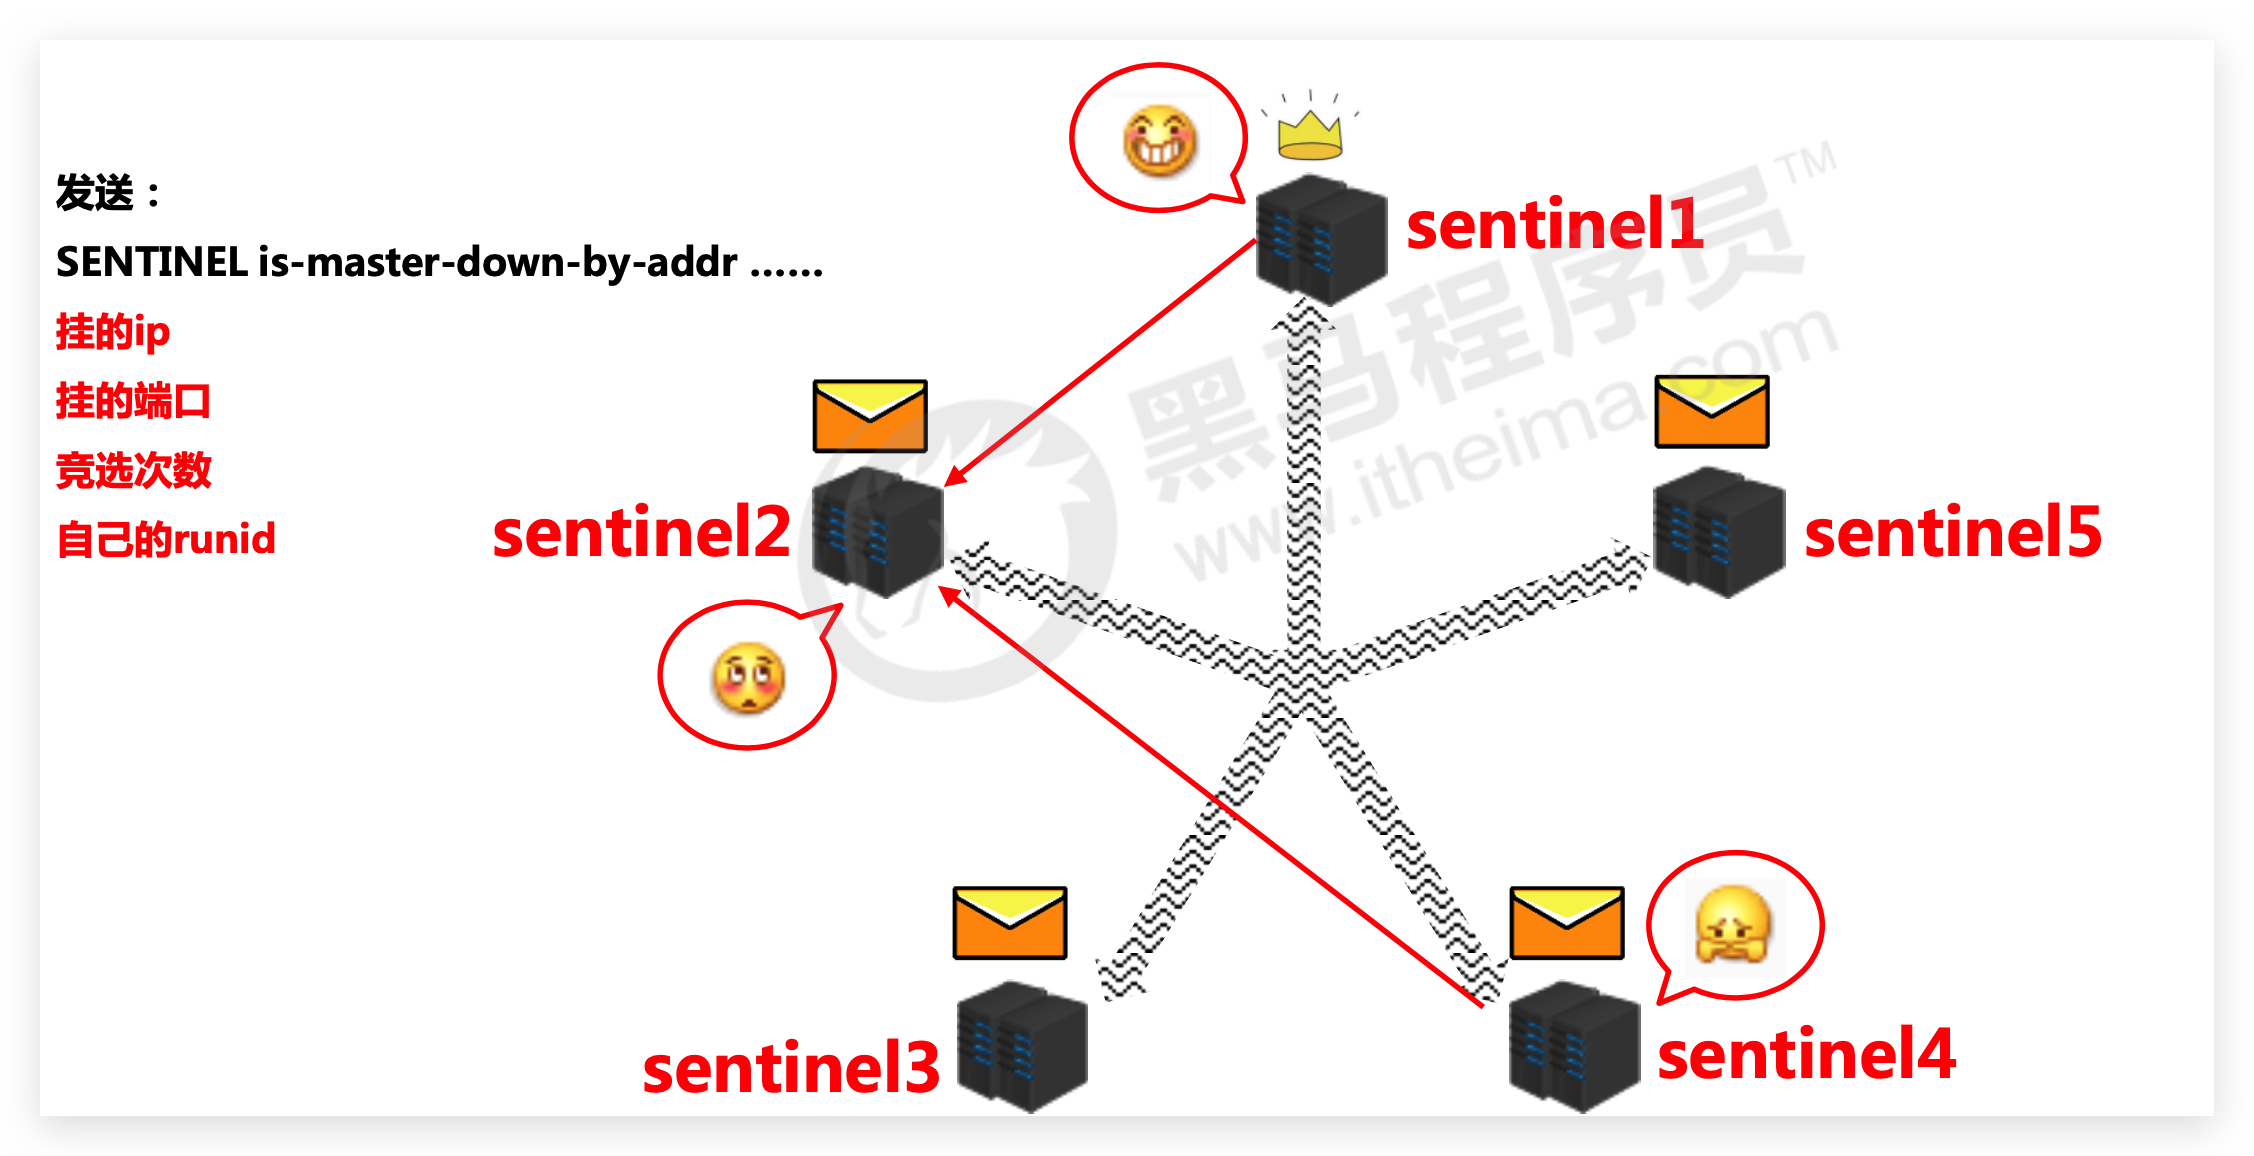 发送：
SENTINEL is-master-down-by-addr ......
挂的ip
挂的端口
竞选次数
自己的runid
sentinel1
sentinel2
sentinel5
sentinel3
sentinel4
黑马程序员™
www.itheima.com